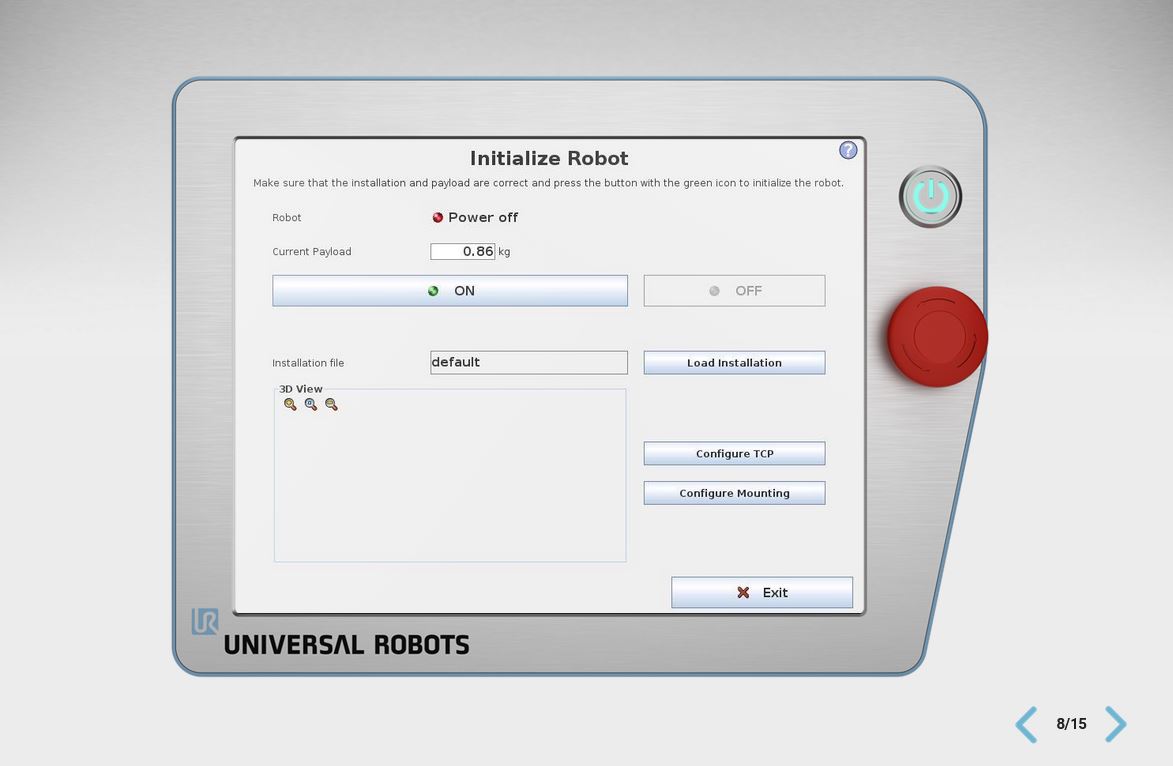 Initialize Robot
?
Make sure that the installation and payload are correct and press the button with the green icon to initialize the robot.
Robot
Power off
Current Payload
0.86 kg
ON
OFF
Installation file
default
Load Installation
3D View
Configure TCP
Configure Mounting
Exit
UR
UNIVERSAL ROBOTS
8/15